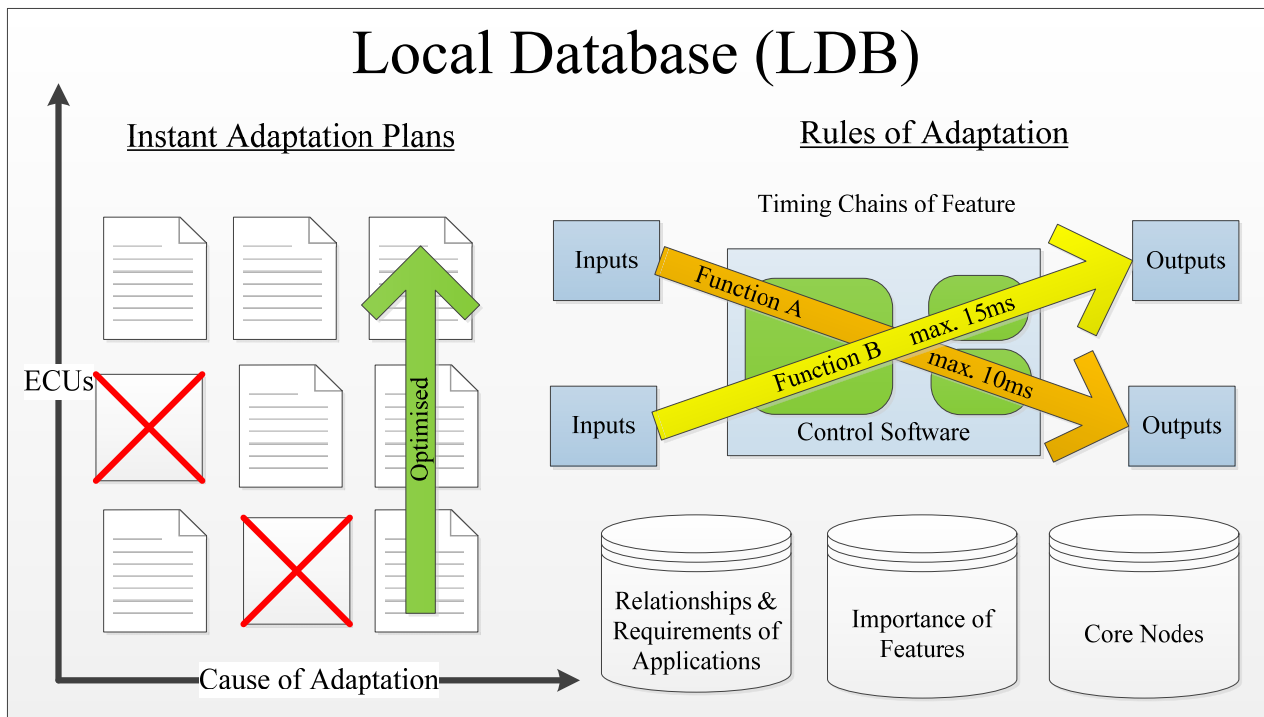 Local Database (LDB)
Instant Adaptation Plans
ECUs
Optimised
Cause of Adaptation
Rules of Adaptation
Timing Chains of Feature
Inputs
Function A
max. 10ms
Outputs
Inputs
Function B
max. 15ms
Outputs
Control Software
Relationships &
Requirements of
Applications
Importance of
Features
Core Nodes